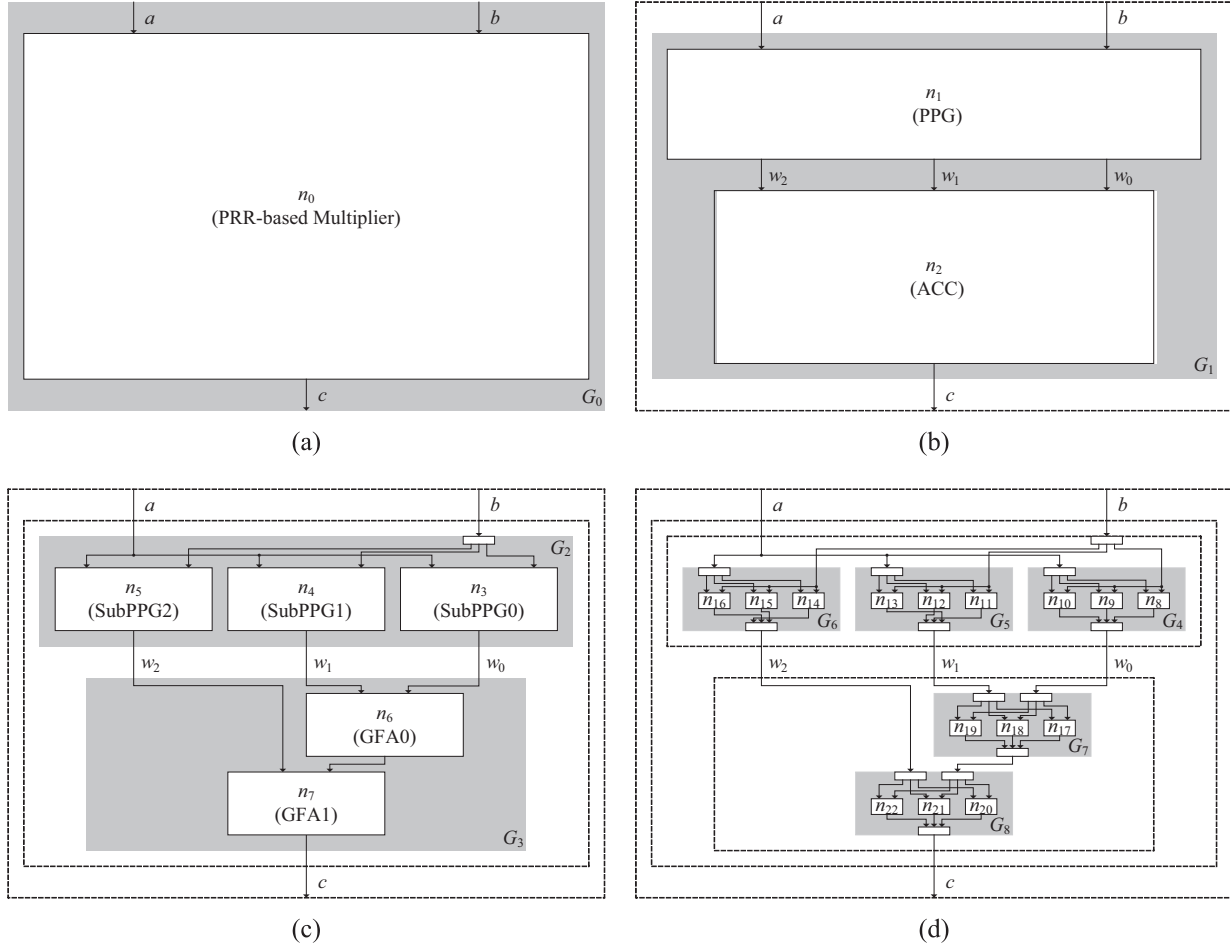 a b
n₀
(PRR-based Multiplier)
c
G₀
(a)
a b
n₁
(PPG)
w₂ w₁ w₀
n₂
(ACC)
G₁
c
(b)
a b
G₂
n₅ n₄ n₃
(SubPPG2) (SubPPG1) (SubPPG0)
w₂ w₁ w₀
n₆
(GFA0)
n₇
(GFA1)
G₃
c
(c)
a b
n₁₆ n₁₅ n₁₄ n₁₃ n₁₂ n₁₁ n₁₀ n₉ n₈
G₆ G₅ G₄
w₂ w₁ w₀
n₁₉ n₁₈ n₁₇
G₇
n₂₂ n₂₁ n₂₀
G₈
c
(d)